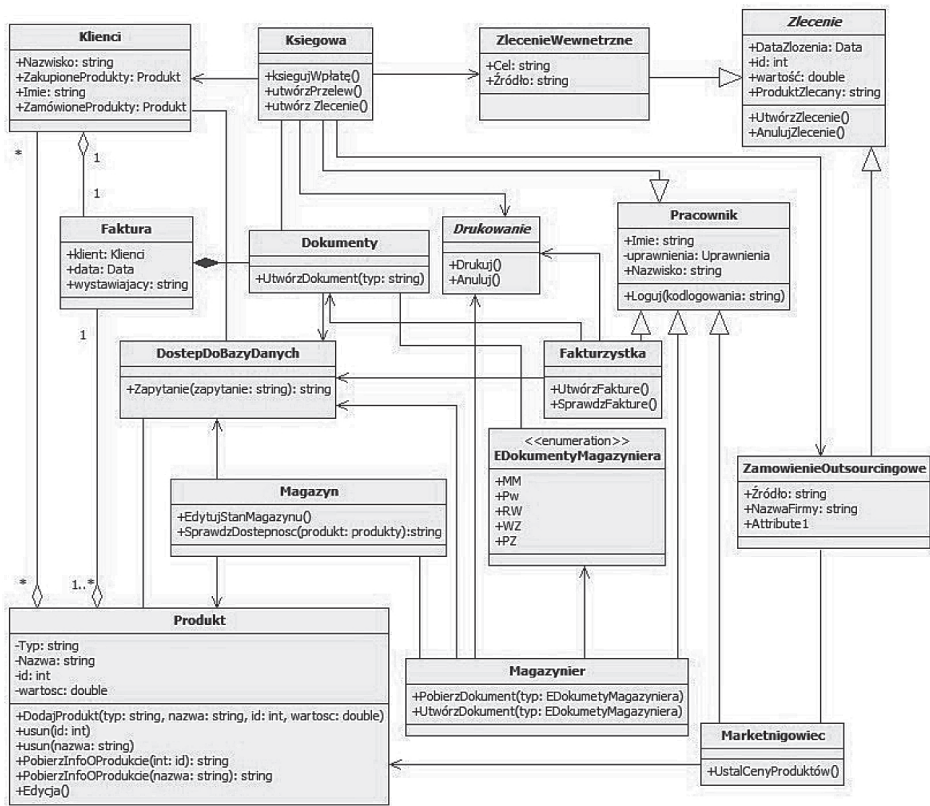 Klienci
+Nazwisko: string
+ZakupioneProdukty: Produkt
+Imie: string
+ZamówioneProdukty: Produkt
Ksiegowa
+ksiegujWpłatę()
+utwórzPrzelew()
+utwórz Zlecenie()
ZlecenieWewnetrzne
+Cel: string
+Źródło: string
Zlecenie
+DataZlozenia: Data
+id: int
+wartość: double
+ProduktZlecany: string
+UtwórzZlecenie()
+AnulujZlecenie()
*
1
1
Faktura
+klient: Klienci
+data: Data
+wystawiajacy: string
Dokumenty
+UtwórzDokument(typ: string)
Drukowanie
+Drukuj()
+Anuluj()
Pracownik
+Imie: string
-uprawnienia: Uprawnienia
+Nazwisko: string
+Loguj(kodlogowania: string)
1
DostepDoBazyDanych
+Zapytanie(zapytanie: string): string
Fakturzystka
+UtwórzFakture()
+SprawdzFakture()
<<enumeration>>
EDokumentyMagazyniera
+MM
+Pw
+RW
+WZ
+PZ
ZamowienieOutsourcingowe
+Źródło: string
+NazwaFirmy: string
+Attribute1
Magazyn
+EdytujStanMagazynu()
+SprawdzDostepnosc(produkt: produkty):string
*
1..*
Produkt
-Typ: string
-Nazwa: string
-id: int
-wartosc: double
+DodajProdukt(typ: string, nazwa: string, id: int, wartosc: double)
+usun(id: int)
+usun(nazwa: string)
+PobierzInfoOProdukcie(int: id): string
+PobierzInfoOProdukcie(nazwa: string): string
+Edycja()
Magazynier
+PobierzDokument(typ: EDokumetyMagazyniera)
+UtwórzDokument(typ: EDokumetyMagazyniera)
Marketnigowiec
+UstalCenyProduktów()